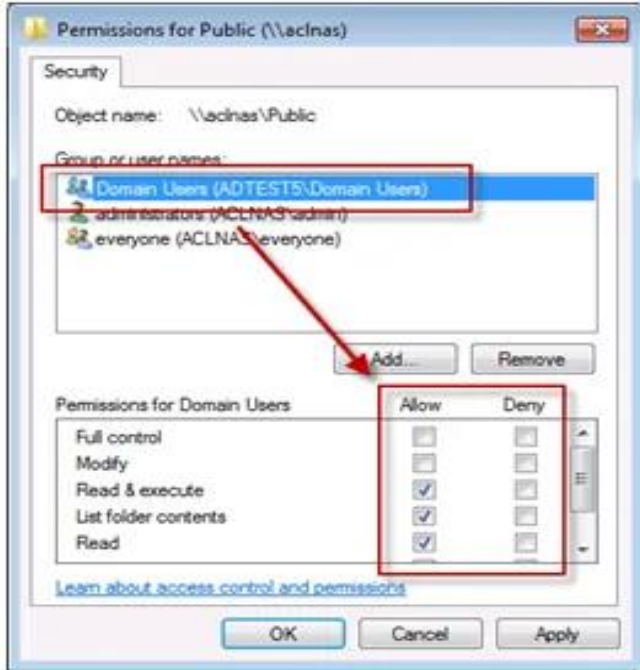 Permissions for Public (\\aclnas)
Security
Object name: \\aclnas\Public
Group or user names:
Domain Users (ADTEST5\Domain Users)
administrators (ACLNAS\admin)
everyone (ACLNAS\everyone)
Add... Remove
Permissions for Domain Users Allow Deny
Full control
Modify
Read & execute
List folder contents
Read
Learn about access control and permissions
OK Cancel Apply